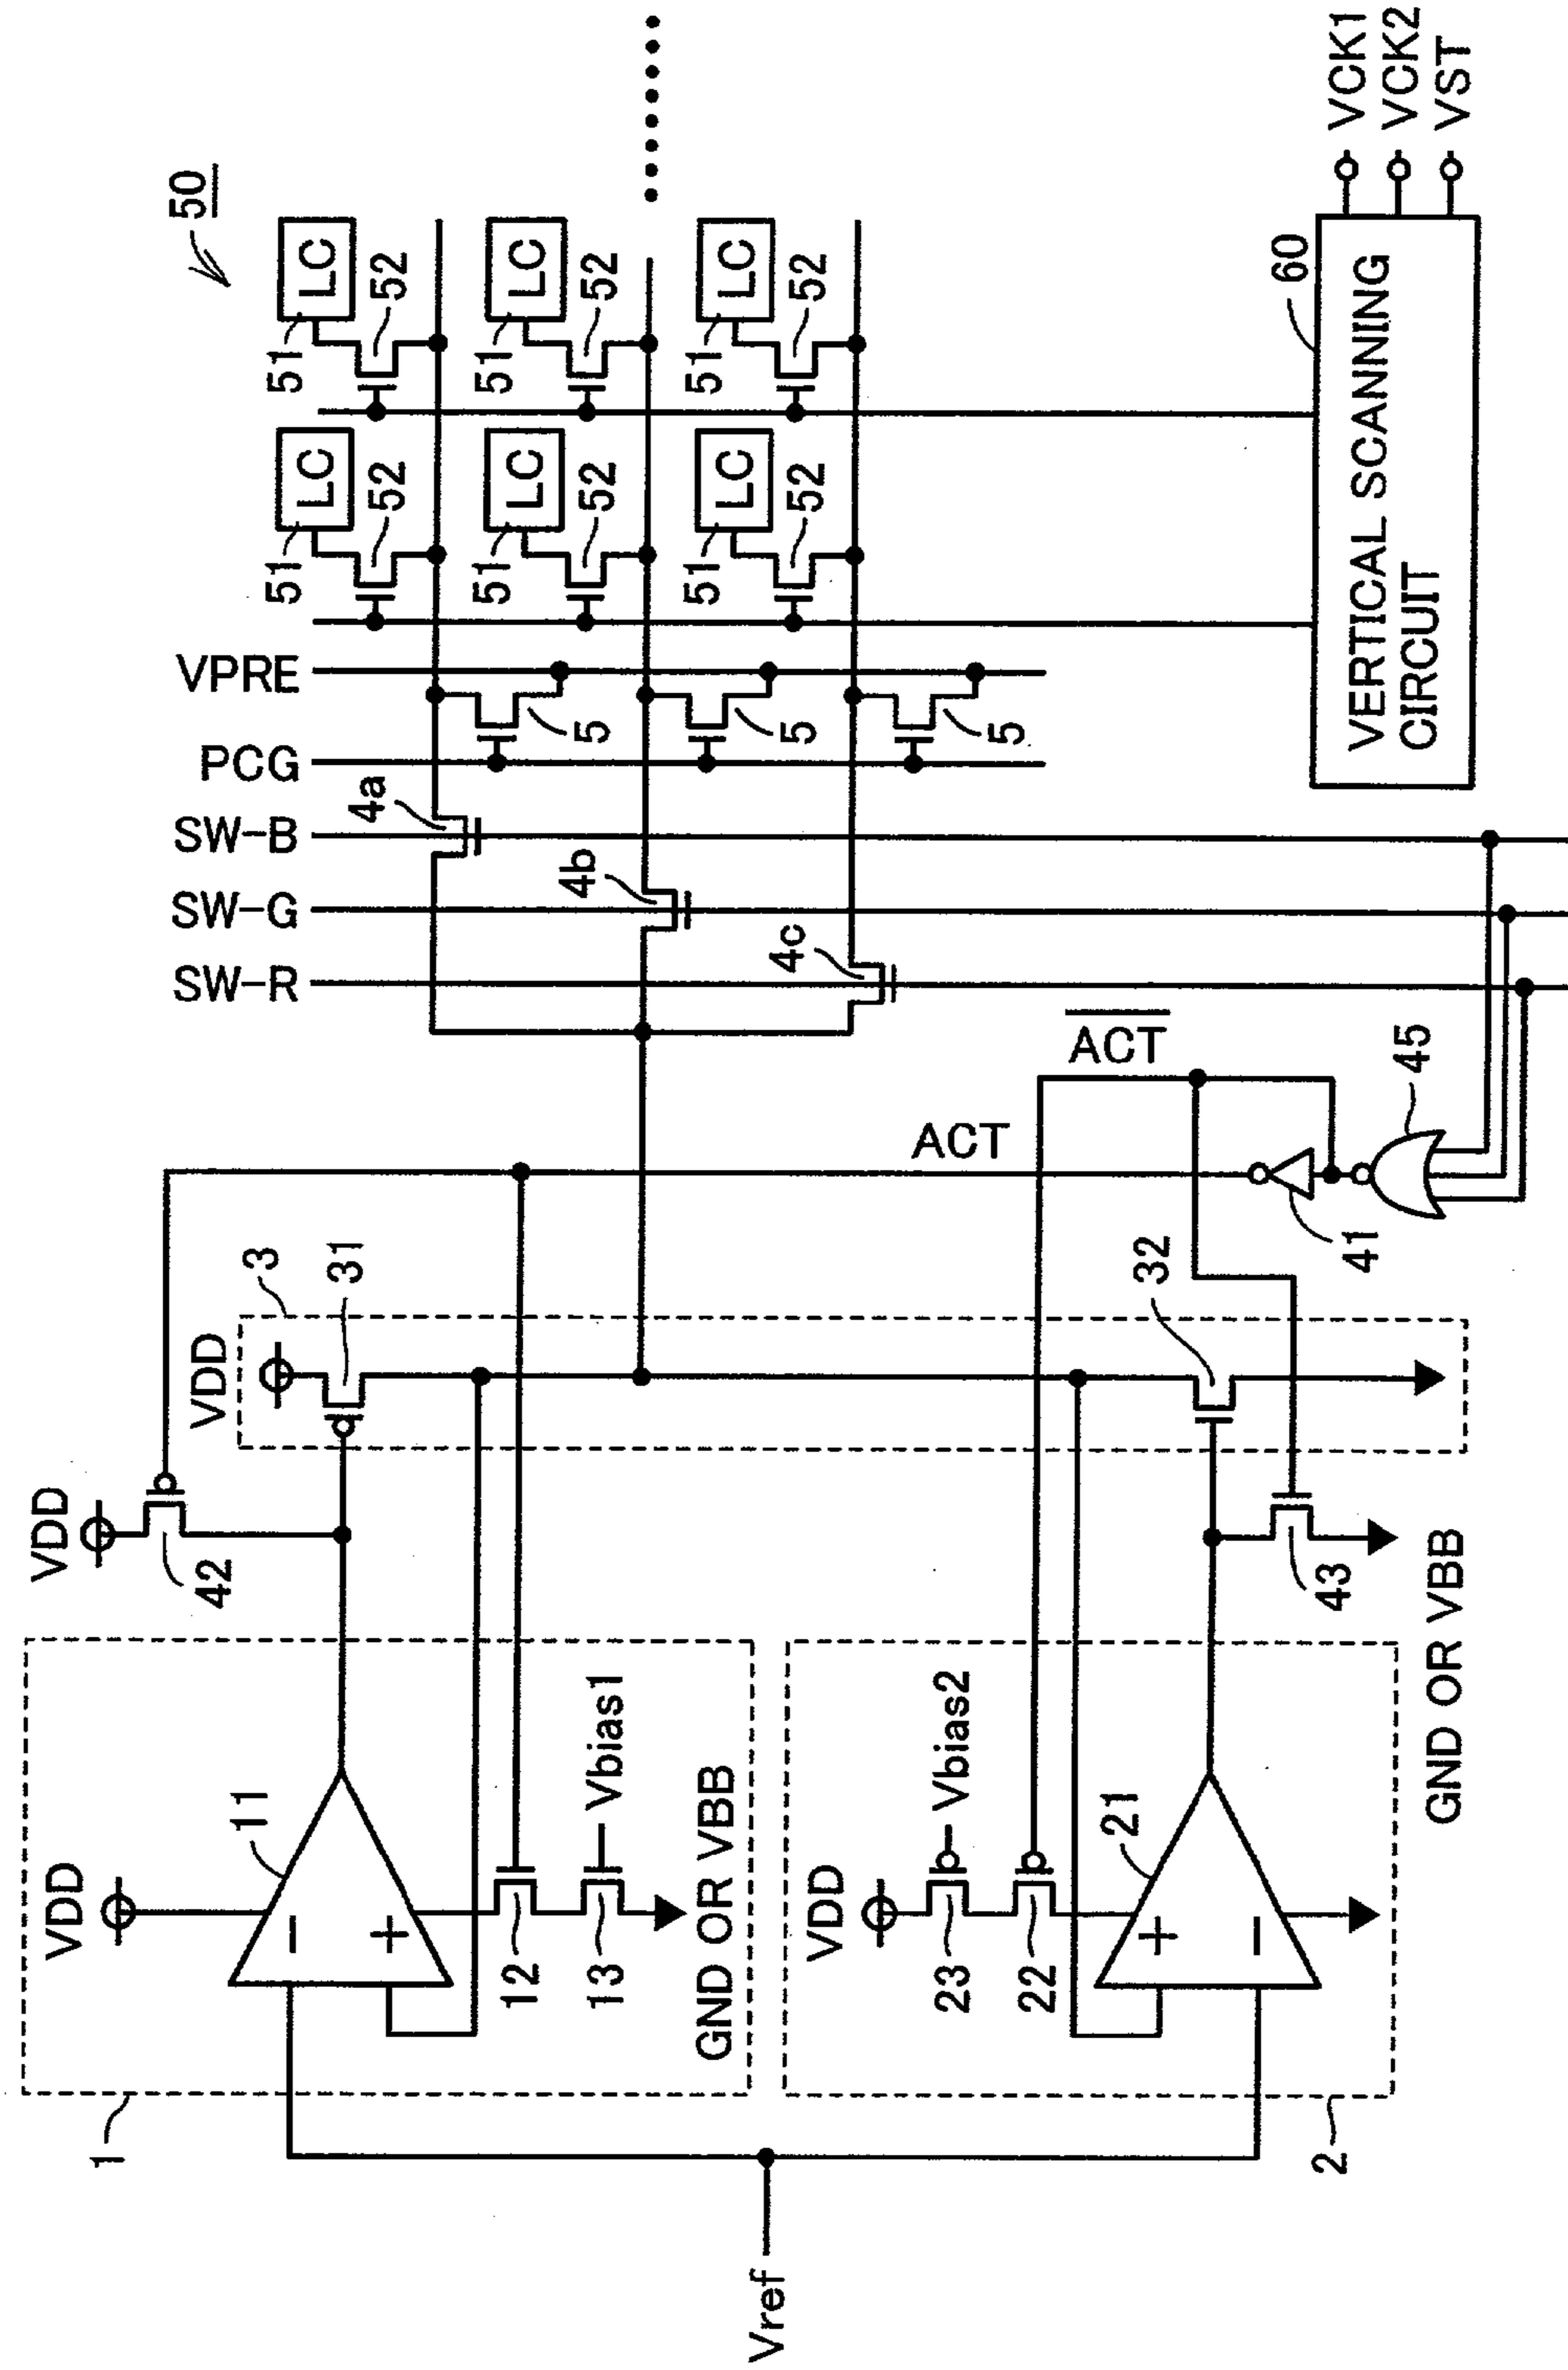 Vref
1
VDD
11
−
+
12
13
Vbias1
GND OR VBB
2
VDD
23
22
Vbias2
21
+
−
GND OR VBB
VDD
42
43
3
VDD
31
32
ACT
ACT
41
45
SW-R
SW-G
SW-B
PCG
VPRE
4a
4b
4c
5
5
5
50
51
LC
52
51
LC
52
51
LC
52
51
LC
52
51
LC
52
51
LC
52
60
VERTICAL SCANNING
CIRCUIT
VCK1
VCK2
VST